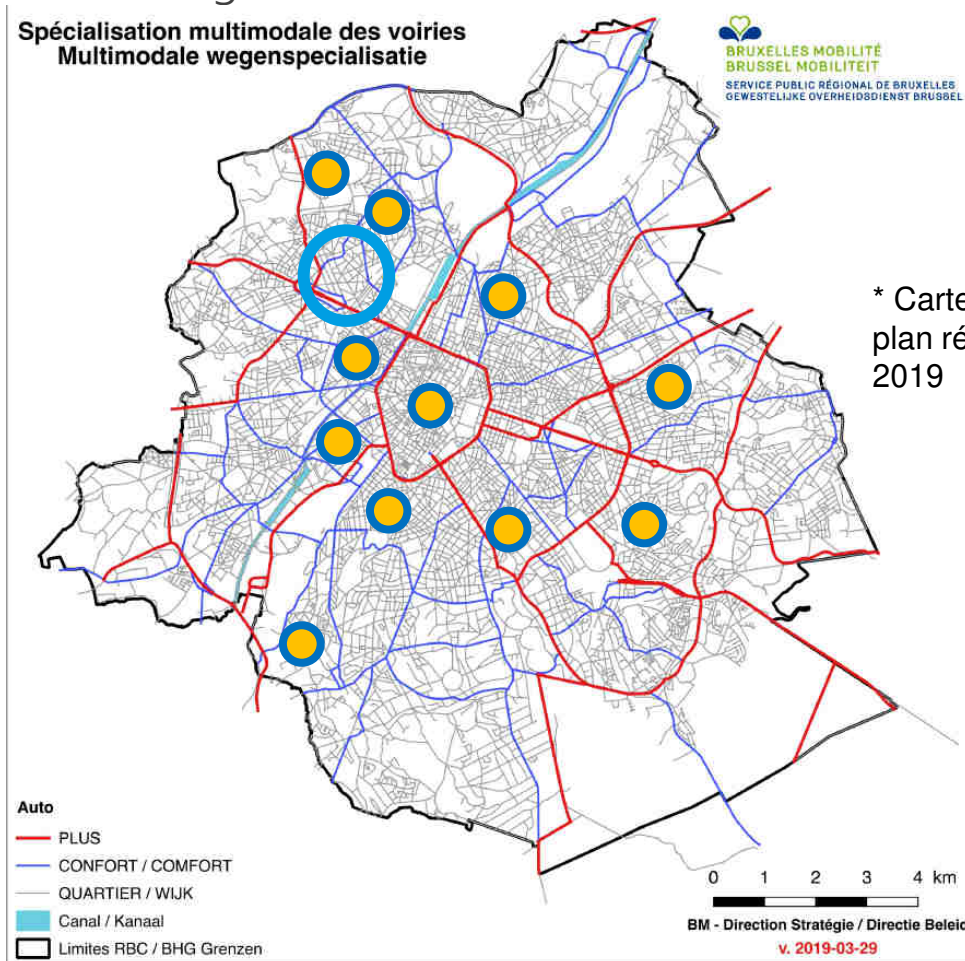 Spécialisation multimodale des voiries
Multimodale wegenspecialisatie
BRUXELLES MOBILITÉ
BRUSSEL MOBILITEIT
SERVICE PUBLIC RÉGIONAL DE BRUXELLES
GEWESTELIJKE OVERHEIDSDIENST BRUSSEL
* Carte
plan ré
2019
Auto
PLUS
CONFORT / COMFORT
QUARTIER / WIJK
Canal / Kanaal
Limites RBC / BHG Grenzen
0 1 2 3 4 km
BM - Direction Stratégie / Directie Beleid
v. 2019-03-29